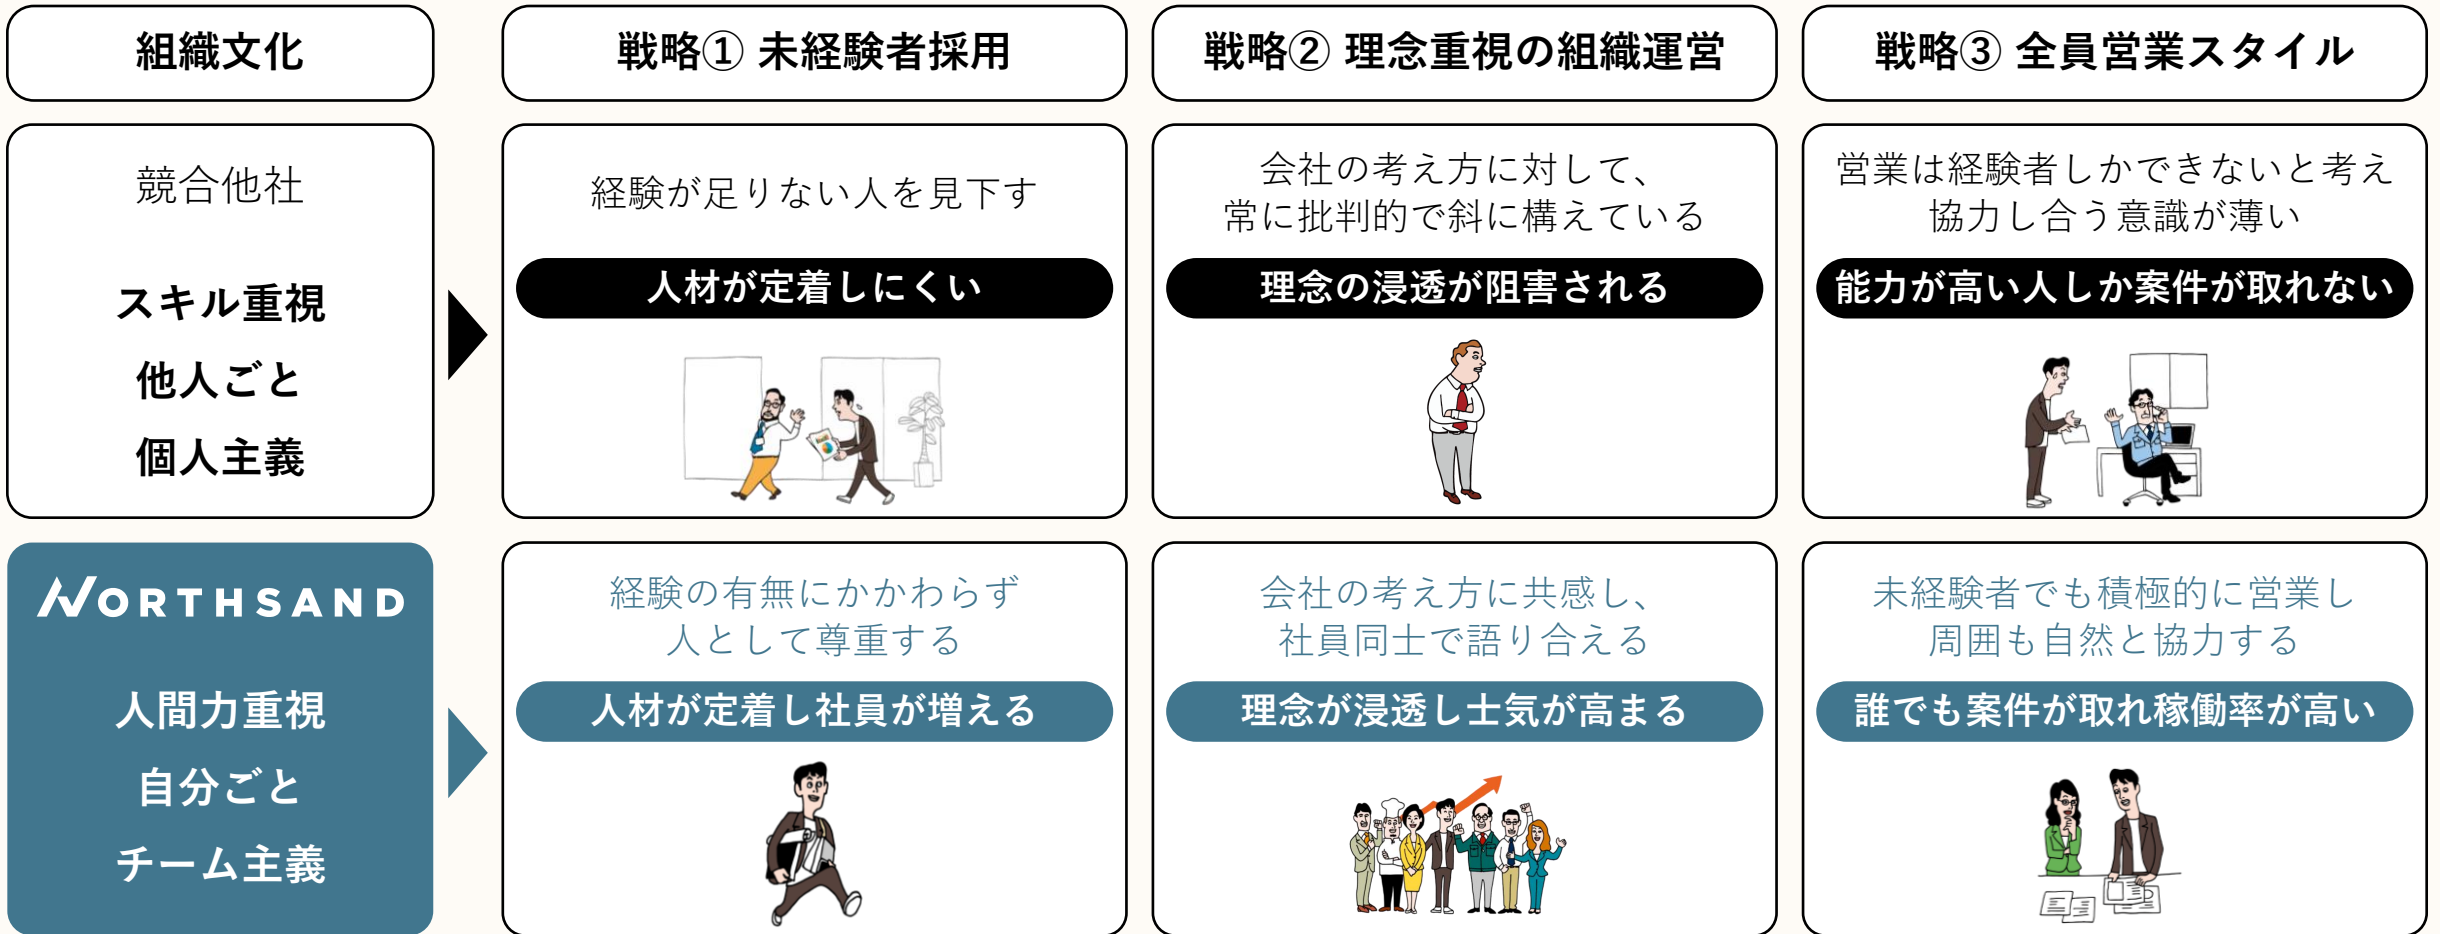 組織文化
戦略① 未経験者採用
戦略② 理念重視の組織運営
戦略③ 全員営業スタイル
競合他社
スキル重視
他人ごと
個人主義
経験が足りない人を見下す
人材が定着しにくい
会社の考え方に対して、
常に批判的で斜に構えている
理念の浸透が阻害される
営業は経験者しかできないと考え
協力し合う意識が薄い
能力が高い人しか案件が取れない
NORTHSAND
人間力重視
自分ごと
チーム主義
経験の有無にかかわらず
人として尊重する
人材が定着し社員が増える
会社の考え方に共感し、
社員同士で語り合える
理念が浸透し士気が高まる
未経験者でも積極的に営業し
周囲も自然と協力する
誰でも案件が取れ稼働率が高い